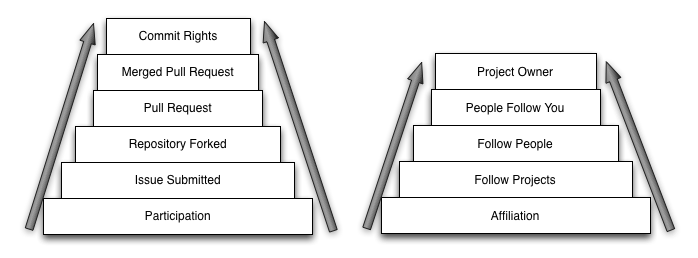 Commit Rights
Merged Pull Request
Pull Request
Repository Forked
Issue Submitted
Participation
Project Owner
People Follow You
Follow People
Follow Projects
Affiliation